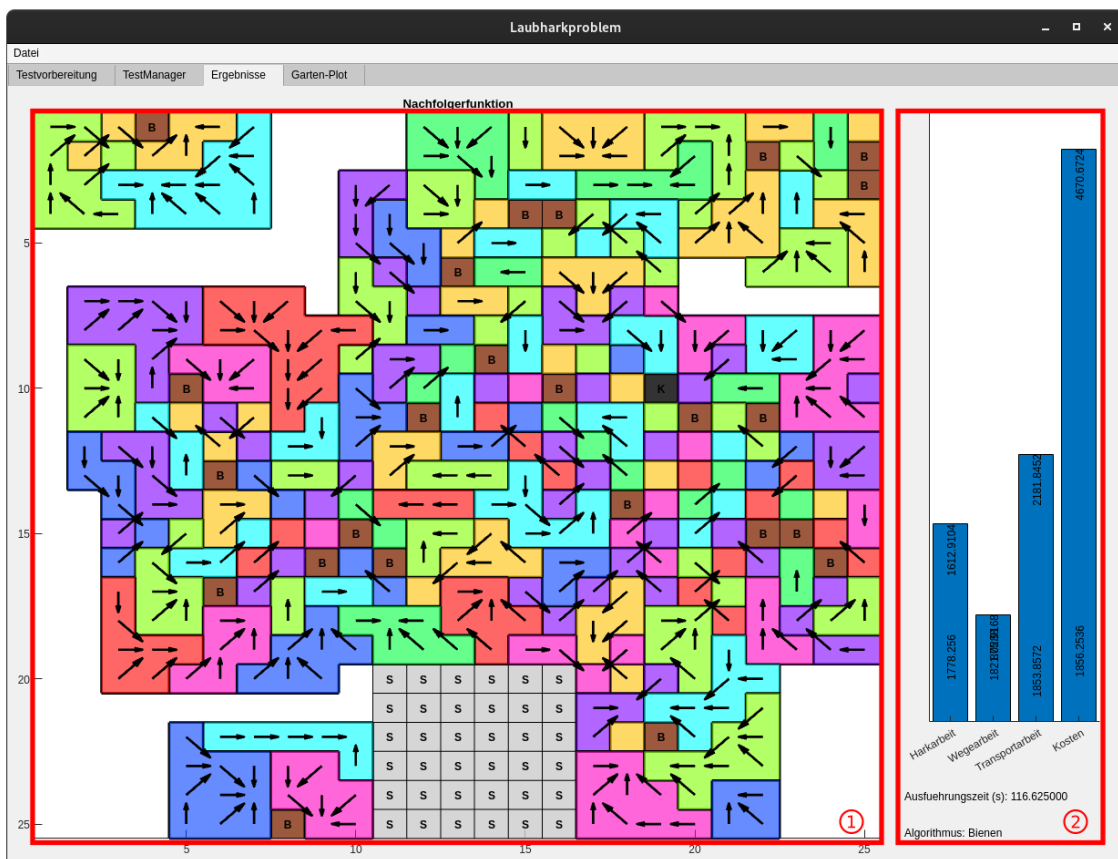 Laubharkproblem
Datei
Testvorbereitung TestManager Ergebnisse Garten-Plot
Nachfolgerfunktion
B
B B
B
B B
5
B
B
10 B B K
B B B
B
B
15 B B B
B B B
B
20 S S S S S S
S S S S S S
S S S S S S B
S S S S S S
S S S S S S
25 B S S S S S S
①
5 10 15 20 25
4670.6724
2181.8452
1612.9104
1778.256
1853.8572
1856.2536
Harkarbeit
Wegearbeit
Transportarbeit
Kosten
Ausfuehrungszeit (s): 116.625000
Algorithmus: Bienen
②